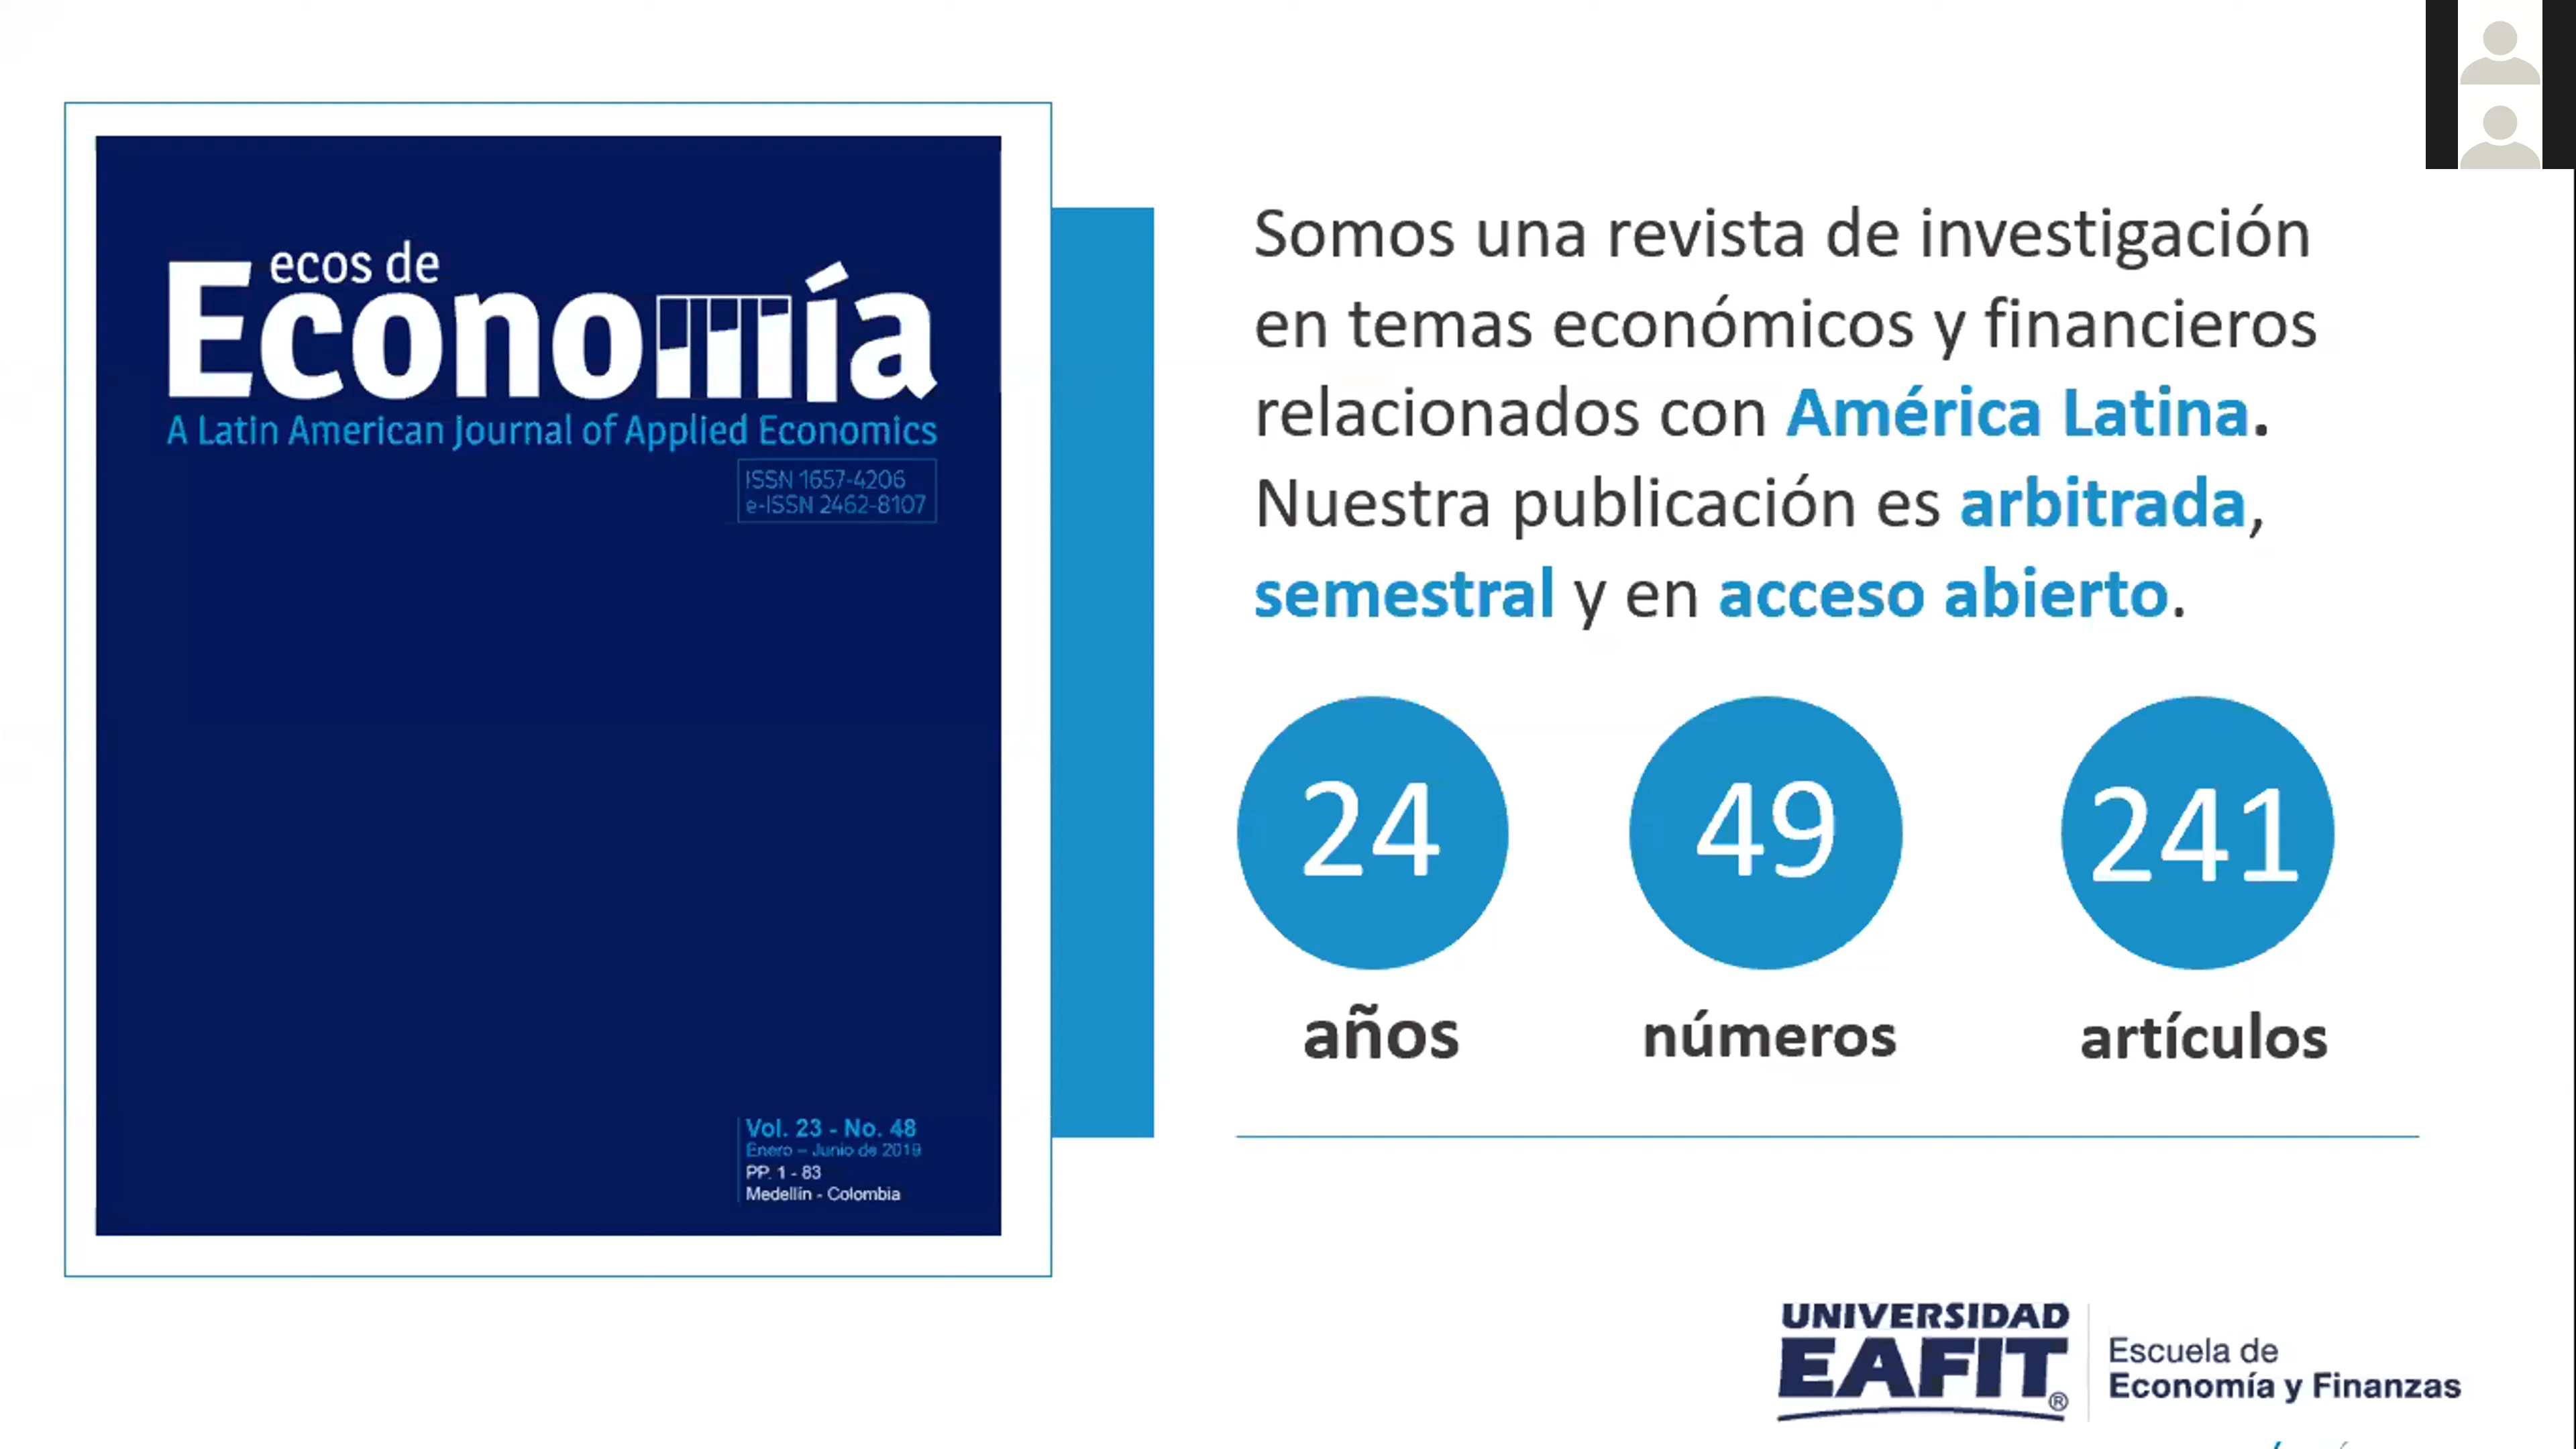 ecos de
Economía
A Latin American Journal of Applied Economics
ISSN 1657-4206
e-ISSN 2462-8107
Vol. 23 - No. 48
Enero – Junio de 2019
PP. 1 - 83
Medellín - Colombia
Somos una revista de investigación
en temas económicos y financieros
relacionados con América Latina.
Nuestra publicación es arbitrada,
semestral y en acceso abierto.
24
años
49
números
241
artículos
UNIVERSIDAD
EAFIT®
Escuela de
Economía y Finanzas